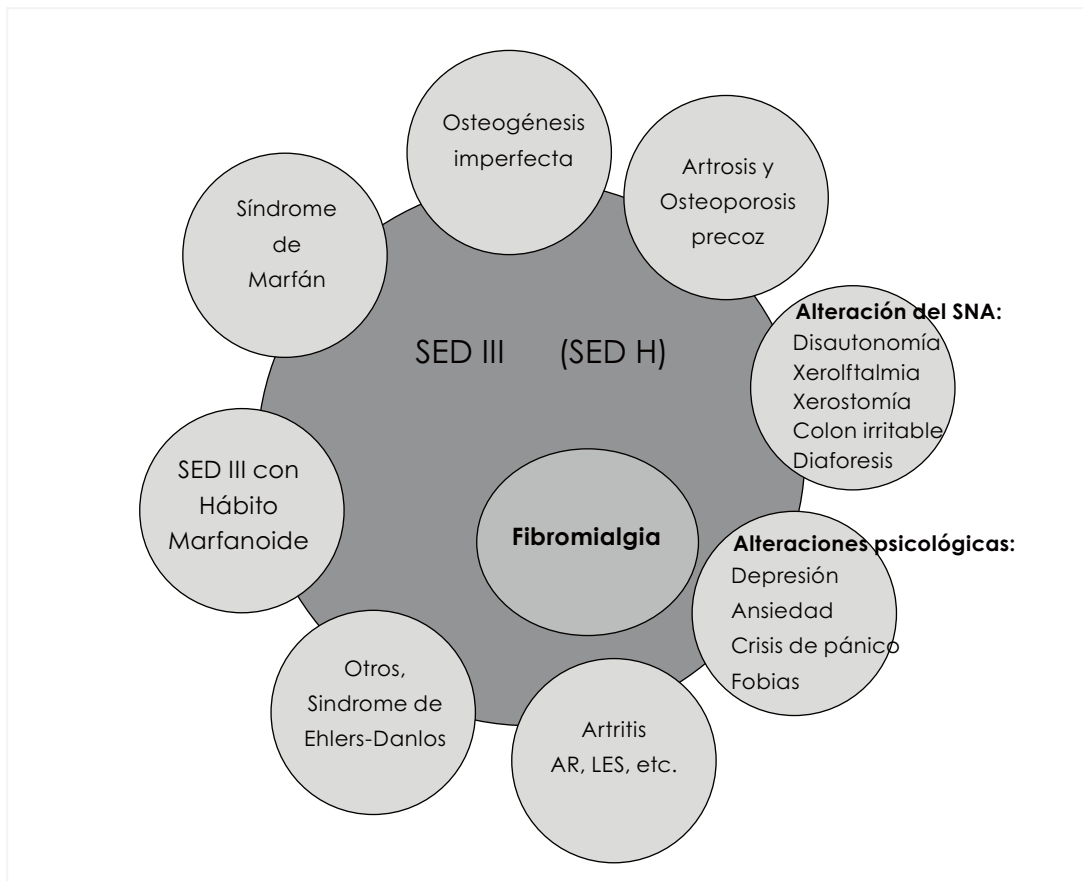 Osteogénesis
imperfecta
Artrosis y
Osteoporosis
precoz
Síndrome
de
Marfán
Alteración del SNA:
Disautonomía
Xerolftalmia
Xerostomía
Colon irritable
Diaforesis
SED III (SED H)
SED III con
Hábito
Marfanoide
Fibromialgia
Alteraciones psicológicas:
Depresión
Ansiedad
Crisis de pánico
Fobias
Otros,
Sindrome de
Ehlers-Danlos
Artritis
AR, LES, etc.